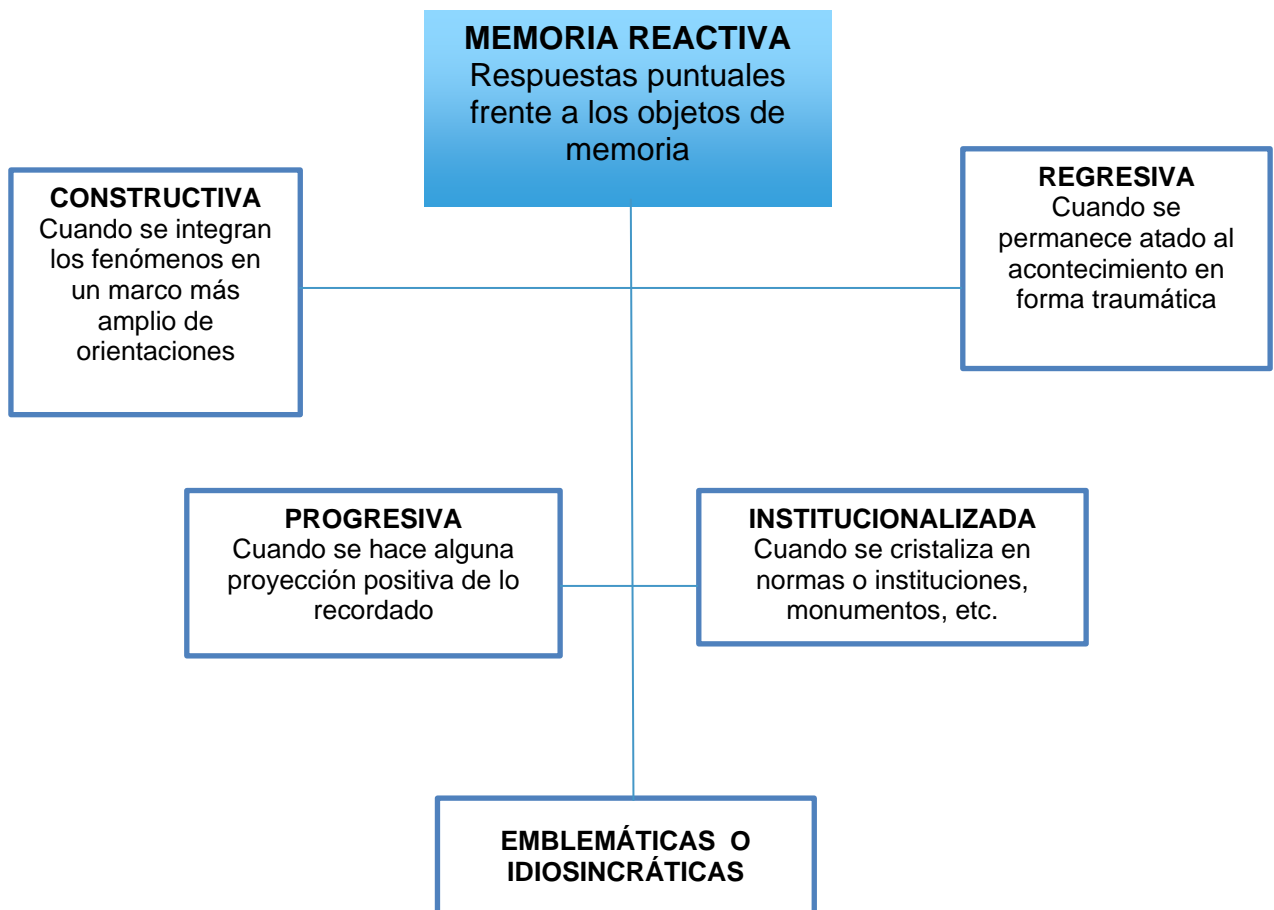 MEMORIA REACTIVA
Respuestas puntuales
frente a los objetos de
memoria
CONSTRUCTIVA
Cuando se integran
los fenómenos en
un marco más
amplio de
orientaciones
REGRESIVA
Cuando se
permanece atado al
acontecimiento en
forma traumática
PROGRESIVA
Cuando se hace alguna
proyección positiva de lo
recordado
INSTITUCIONALIZADA
Cuando se cristaliza en
normas o instituciones,
monumentos, etc.
EMBLEMÁTICAS O
IDIOSINCRÁTICAS